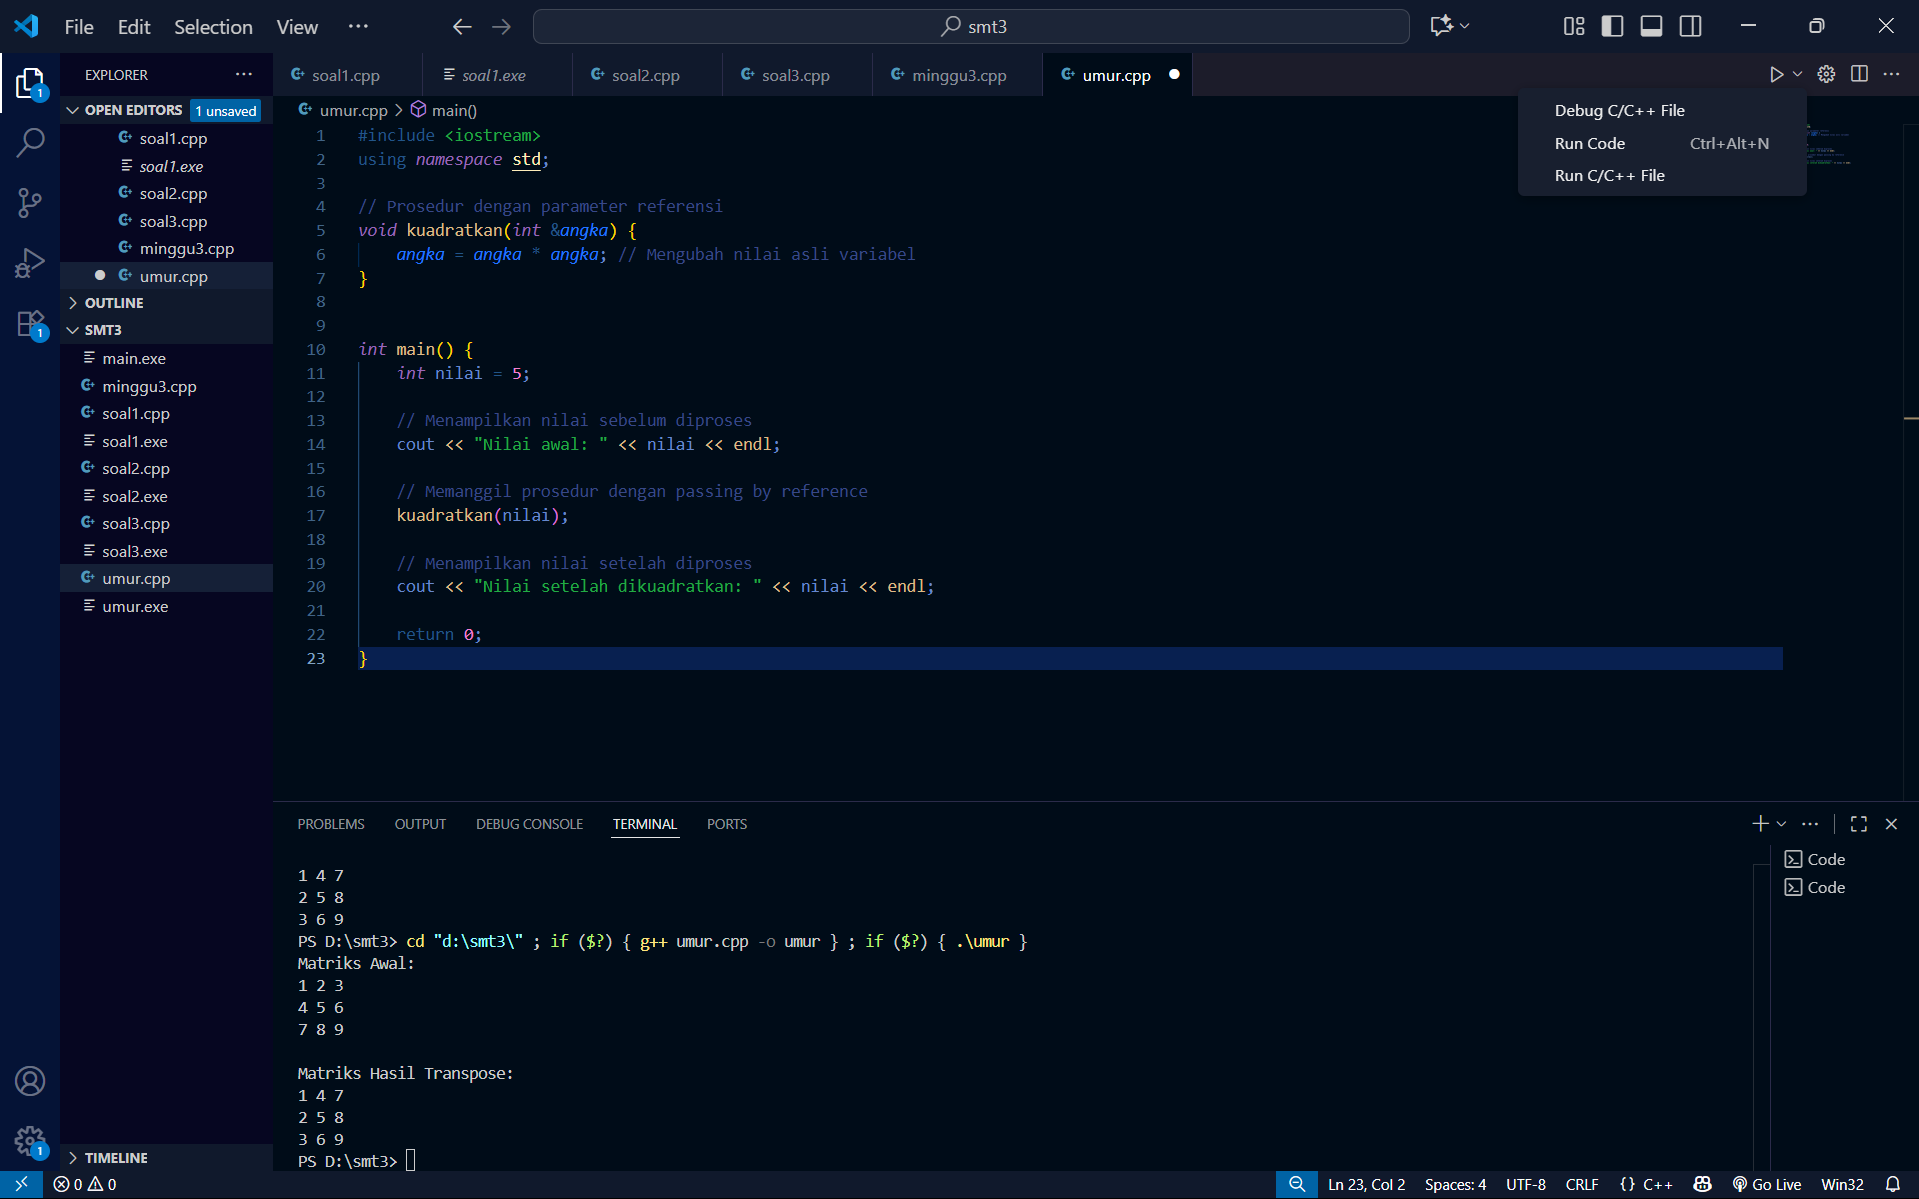 File Edit Selection View ··· smt3
EXPLORER ···
OPEN EDITORS 1 unsaved
soal1.cpp
soal1.exe
soal2.cpp
soal3.cpp
minggu3.cpp
umur.cpp
OUTLINE
SMT3
main.exe
minggu3.cpp
soal1.cpp
soal1.exe
soal2.cpp
soal2.exe
soal3.cpp
soal3.exe
umur.cpp
umur.exe
TIMELINE
1
1
1
soal1.cpp soal1.exe soal2.cpp soal3.cpp minggu3.cpp umur.cpp
umur.cpp > main()
Debug C/C++ File
Run Code Ctrl+Alt+N
Run C/C++ File
1 #include <iostream>
2 using namespace std;
3
4 // Prosedur dengan parameter referensi
5 void kuadratkan(int &angka) {
6     angka = angka * angka; // Mengubah nilai asli variabel
7 }
8
9
10 int main() {
11     int nilai = 5;
12
13     // Menampilkan nilai sebelum diproses
14     cout << "Nilai awal: " << nilai << endl;
15
16     // Memanggil prosedur dengan passing by reference
17     kuadratkan(nilai);
18
19     // Menampilkan nilai setelah diproses
20     cout << "Nilai setelah dikuadratkan: " << nilai << endl;
21
22     return 0;
23 }
PROBLEMS OUTPUT DEBUG CONSOLE TERMINAL PORTS
Code
Code
1 4 7
2 5 8
3 6 9
PS D:\smt3> cd "d:\smt3\" ; if ($?) { g++ umur.cpp -o umur } ; if ($?) { .\umur }
Matriks Awal:
1 2 3
4 5 6
7 8 9
Matriks Hasil Transpose:
1 4 7
2 5 8
3 6 9
PS D:\smt3>
0 0 Ln 23, Col 2 Spaces: 4 UTF-8 CRLF {} C++ Go Live Win32